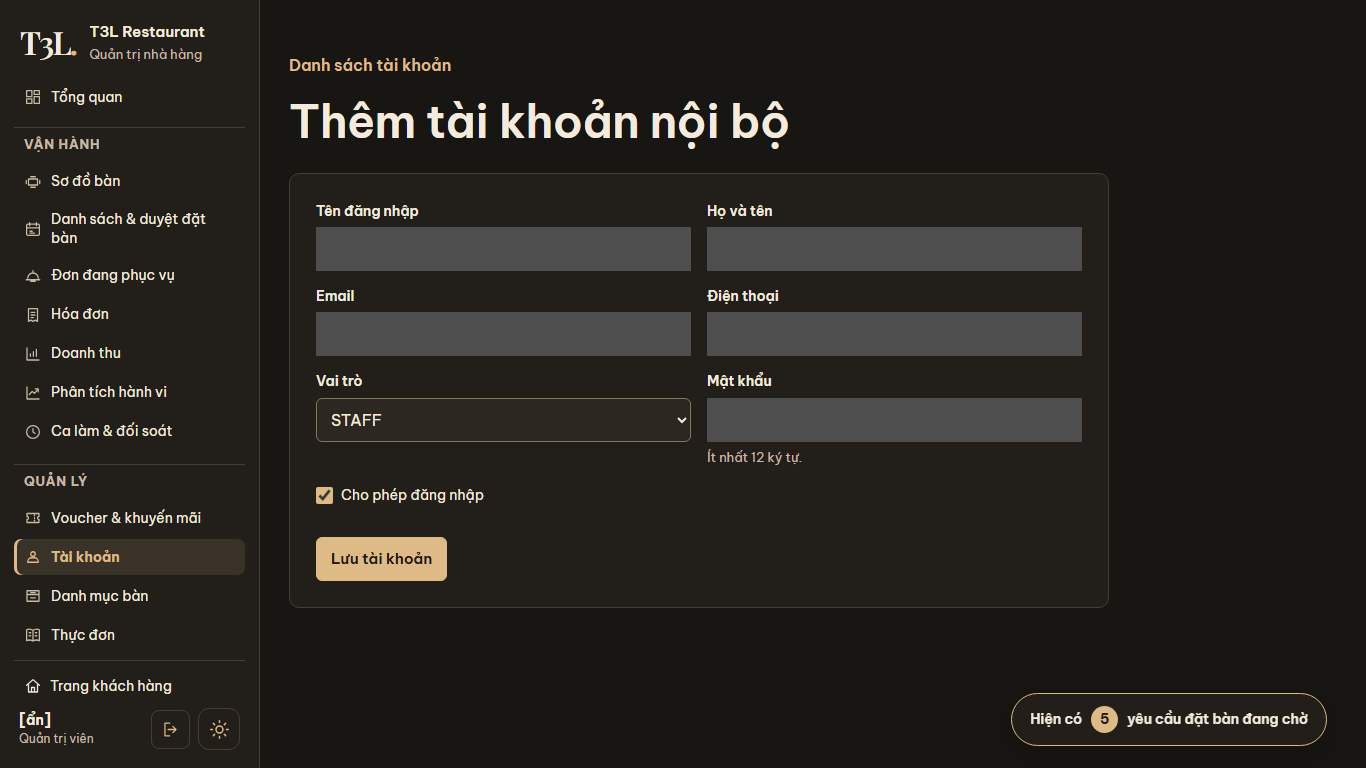 T3L.
T3L Restaurant
Quản trị nhà hàng
Tổng quan
VẬN HÀNH
Sơ đồ bàn
Danh sách & duyệt đặt
bàn
Đơn đang phục vụ
Hóa đơn
Doanh thu
Phân tích hành vi
Ca làm & đối soát
QUẢN LÝ
Voucher & khuyến mãi
Tài khoản
Danh mục bàn
Thực đơn
Trang khách hàng
[ẩn]
Quản trị viên
Danh sách tài khoản
Thêm tài khoản nội bộ
Tên đăng nhập
Họ và tên
Email
Điện thoại
Vai trò
Mật khẩu
STAFF
Ít nhất 12 ký tự.
Cho phép đăng nhập
Lưu tài khoản
Hiện có 5 yêu cầu đặt bàn đang chờ